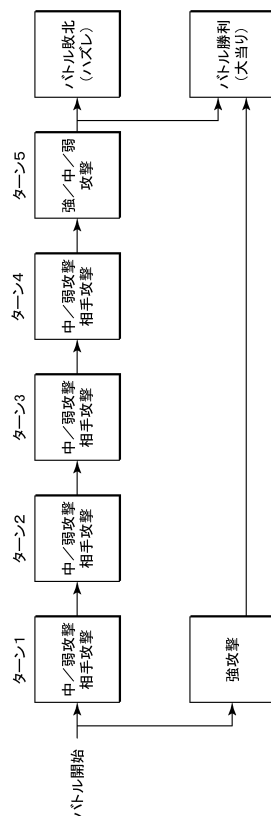 バトル開始
ターン1
中／弱攻撃
相手攻撃
ターン2
中／弱攻撃
相手攻撃
ターン3
中／弱攻撃
相手攻撃
ターン4
中／弱攻撃
相手攻撃
ターン5
強／中／弱
攻撃
バトル敗北
（ハズレ）
強攻撃
バトル勝利
（大当り）